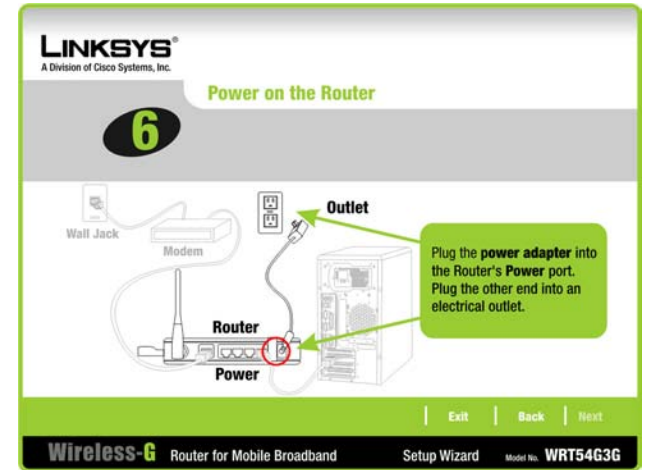 LINKSYS®
A Division of Cisco Systems, Inc.
Power on the Router
6
Outlet
Wall Jack
Modem
Plug the power adapter into
the Router's Power port.
Plug the other end into an
electrical outlet.
Router
Power
Exit
Back
Next
Wireless-G Router for Mobile Broadband Setup Wizard Model No. WRT54G3G